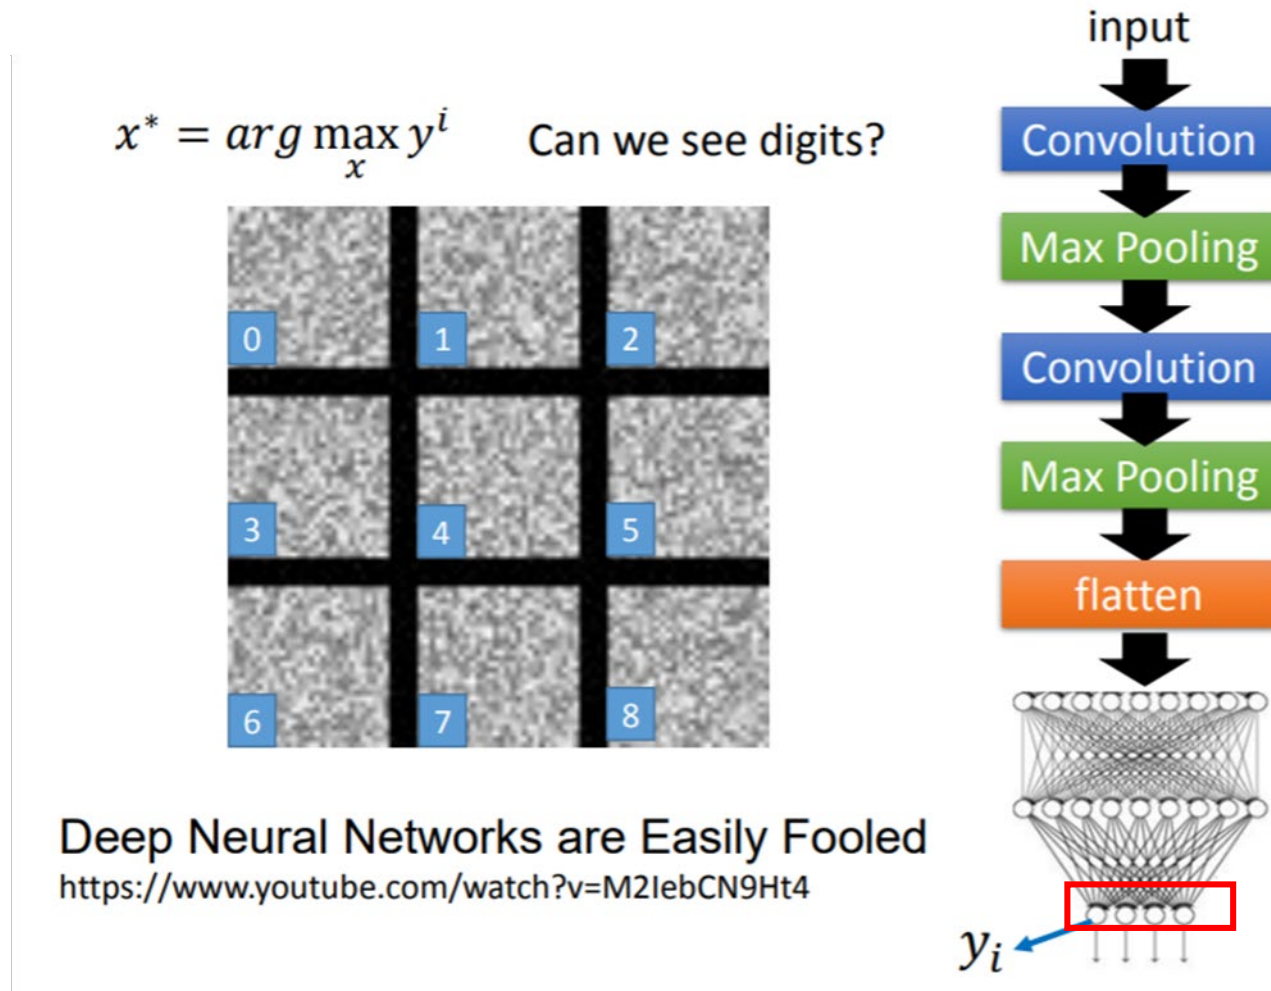 x* = arg max y^i
x
Can we see digits?
0
1
2
3
4
5
6
7
8
Deep Neural Networks are Easily Fooled
https://www.youtube.com/watch?v=M2IebCN9Ht4
input
Convolution
Max Pooling
Convolution
Max Pooling
flatten
y_i